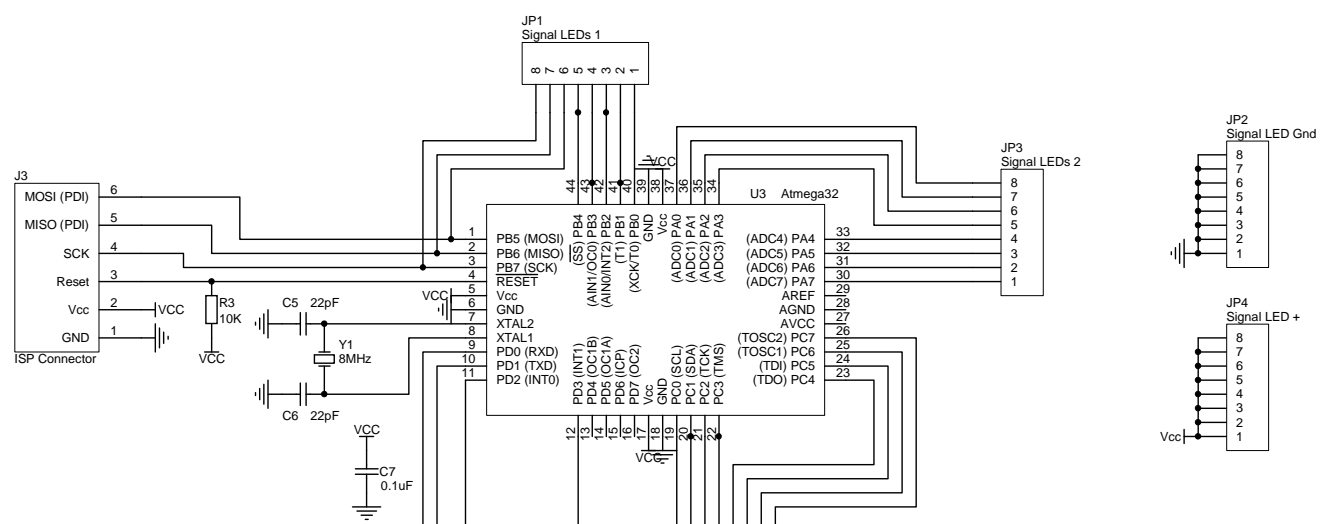 JP1
Signal LEDs 1
8 7 6 5 4 3 2 1
JP2
Signal LED Gnd
8
7
6
5
4
3
2
1
JP3
Signal LEDs 2
8
7
6
5
4
3
2
1
J3
MOSI (PDI) 6
MISO (PDI) 5
SCK 4
Reset 3
Vcc 2 VCC
GND 1
ISP Connector
R3
10K
VCC
C5 22pF
Y1
8MHz
C6 22pF
VCC
C7
0.1uF
U3 Atmega32
VCC
44 43 42 41 40 39 38 37 36 35 34
(SS) PB4
(AIN1/OC0) PB3
(AIN0/INT2) PB2
(T1) PB1
(XCK/T0) PB0
GND
Vcc
(ADC0) PA0
(ADC1) PA1
(ADC2) PA2
(ADC3) PA3
1 PB5 (MOSI)
2 PB6 (MISO)
3 PB7 (SCK)
4 RESET
VCC 5 Vcc
6 GND
7 XTAL2
8 XTAL1
9 PD0 (RXD)
10 PD1 (TXD)
11 PD2 (INT0)
(ADC4) PA4 33
(ADC5) PA5 32
(ADC6) PA6 31
(ADC7) PA7 30
AREF 29
AGND 28
AVCC 27
(TOSC2) PC7 26
(TOSC1) PC6 25
(TDI) PC5 24
(TDO) PC4 23
PD3 (INT1)
PD4 (OC1B)
PD5 (OC1A)
PD6 (ICP)
PD7 (OC2)
Vcc
GND
PC0 (SCL)
PC1 (SDA)
PC2 (TCK)
PC3 (TMS)
12 13 14 15 16 17 18 19 20 21 22
VCC
JP4
Signal LED +
8
7
6
5
4
3
2
Vcc 1